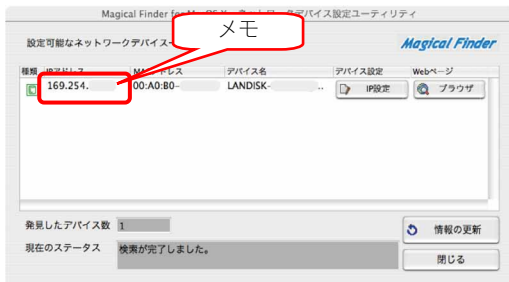 Magical Finder for Mac OS X - ネットワークデバイス設定ユーティリティ
メモ
設定可能なネットワークデバイス
Magical Finder
種類 IPアドレス MACアドレス デバイス名 デバイス設定 Webページ
169.254. 00:A0:B0- LANDISK- .. IP設定 ブラウザ
発見したデバイス数 1
情報の更新
現在のステータス 検索が完了しました。
閉じる